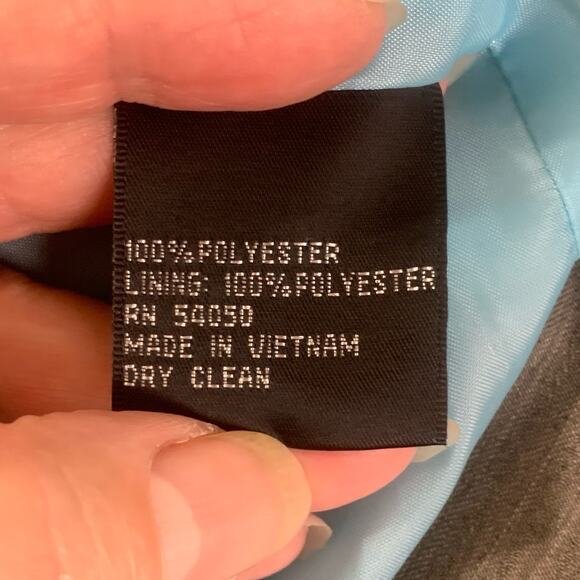 100%POLYESTER
LINING: 100%POLYESTER
RN 54050
MADE IN VIETNAM
DRY CLEAN